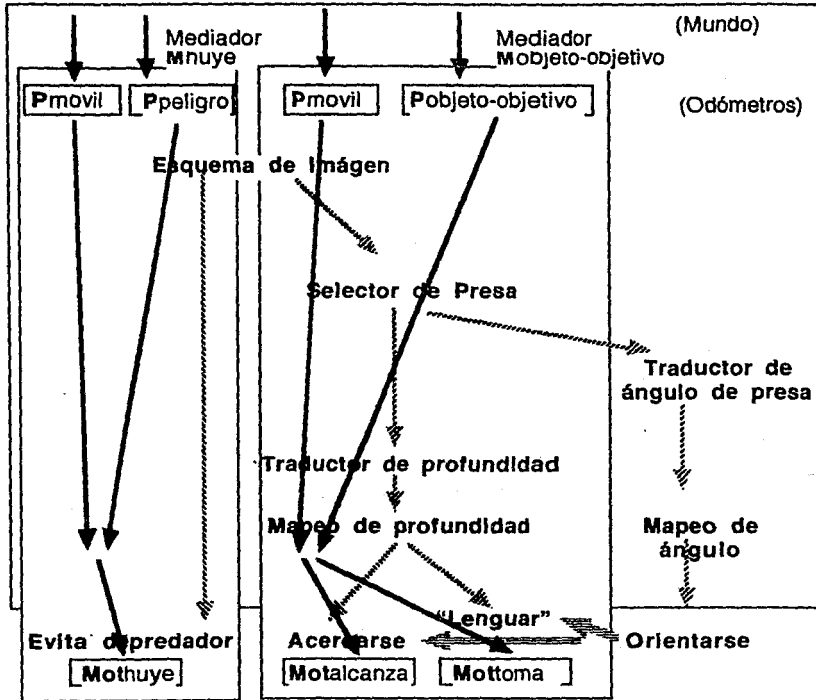 (Mundo)
Mediador
Mhuye
Mediador
Mobjeto-objetivo
Pmovil
Ppeligro
Pmovil
Pobjeto-objetivo
(Odómetros)
Esquema de Imágen
Selector de Presa
Traductor de
ángulo de presa
Traductor de profundidad
Mapeo de profundidad
Mapeo de
ángulo
"Lenguar"
Evita depredador
Acercarse
Orientarse
Mothuye
Motalcanza
Mottoma